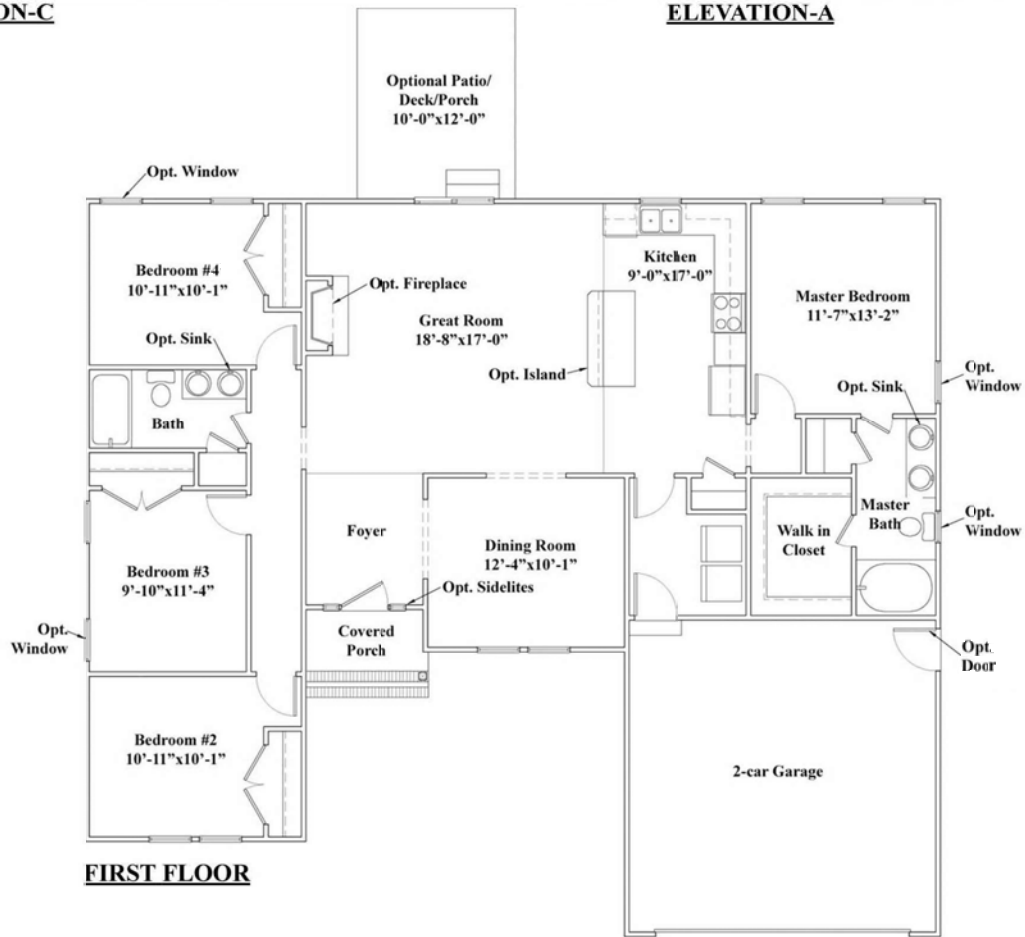 ON-C
ELEVATION-A
Optional Patio/
Deck/Porch
10’-0”x12’-0”
Opt. Window
Bedroom #4
10’-11”x10’-1”
Opt. Fireplace
Great Room
18’-8”x17’-0”
Kitchen
9’-0”x17’-0”
Master Bedroom
11’-7”x13’-2”
Opt. Sink
Opt. Island
Opt.
Window
Opt. Sink
Bath
Master
Bath
Opt.
Window
Walk in
Closet
Foyer
Dining Room
12’-4”x10’-1”
Bedroom #3
9’-10”x11’-4”
Opt. Sidelites
Opt.
Window
Covered
Porch
Opt.
Door
Bedroom #2
10’-11”x10’-1”
2-car Garage
FIRST FLOOR